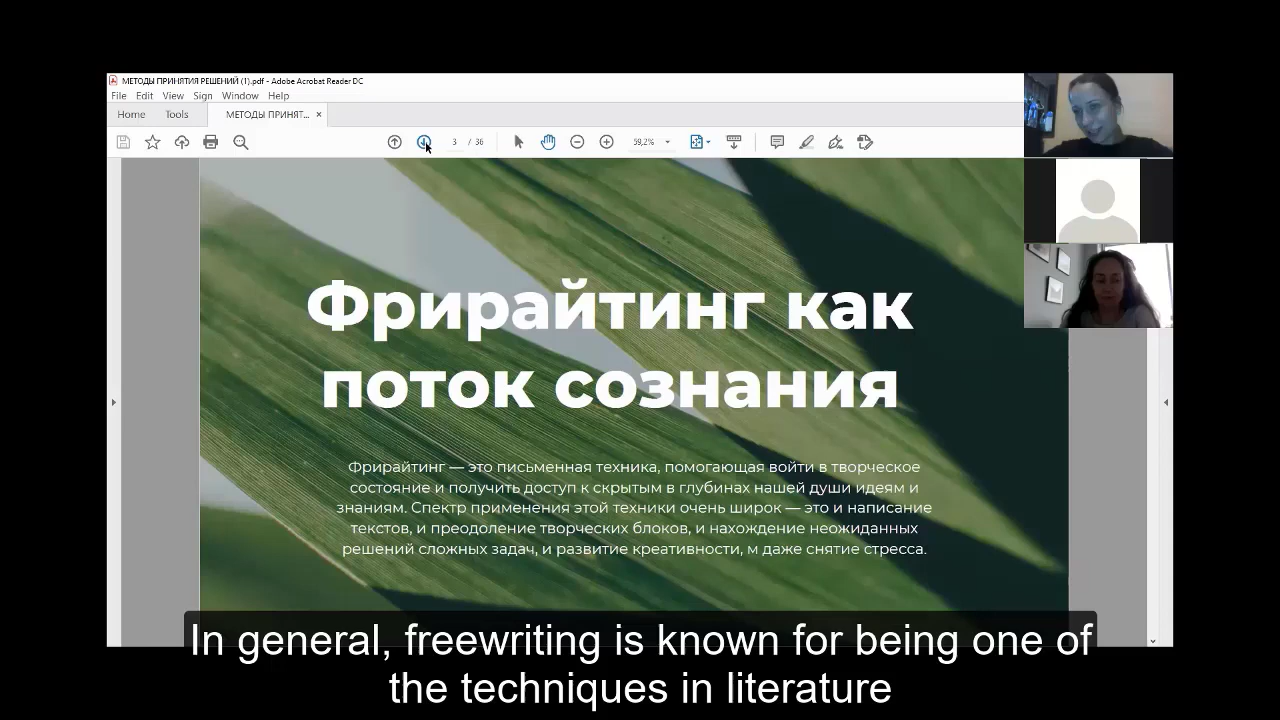 МЕТОДЫ ПРИНЯТИЯ РЕШЕНИЙ (1).pdf - Adobe Acrobat Reader DC
File Edit View Sign Window Help
Home Tools МЕТОДЫ ПРИНЯТ... ×
3 / 36 59,2%
Фрирайтинг как
поток сознания
Фрирайтинг — это письменная техника, помогающая войти в творческое
состояние и получить доступ к скрытым в глубинах нашей души идеям и
знаниям. Спектр применения этой техники очень широк — это и написание
текстов, и преодоление творческих блоков, и нахождение неожиданных
решений сложных задач, и развитие креативности, м даже снятие стресса.
In general, freewriting is known for being one of
the techniques in literature